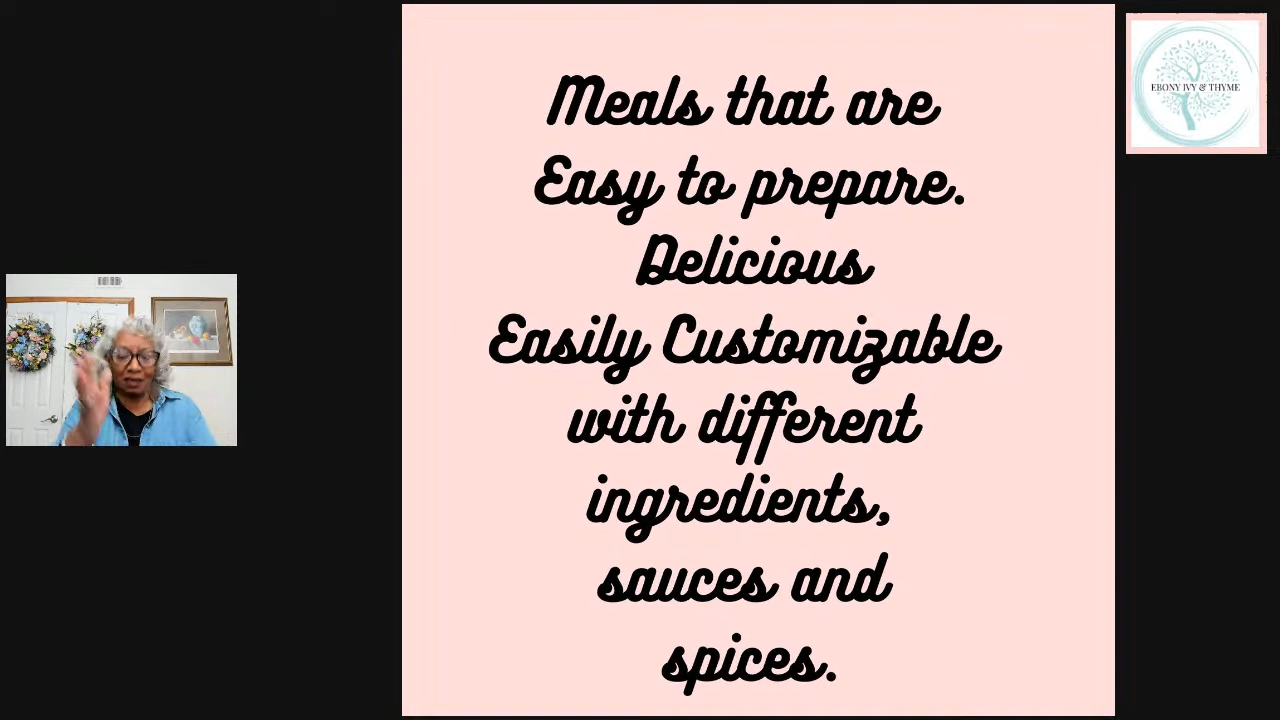 Meals that are
Easy to prepare.
Delicious
Easily Customizable
with different
ingredients,
sauces and
spices.
EBONY IVY & THYME